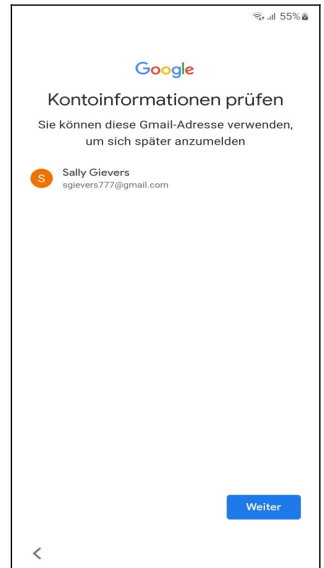 55%
Google
Kontoinformationen prüfen
Sie können diese Gmail-Adresse verwenden,
um sich später anzumelden
S
Sally Gievers
sgievers777@gmail.com
Weiter